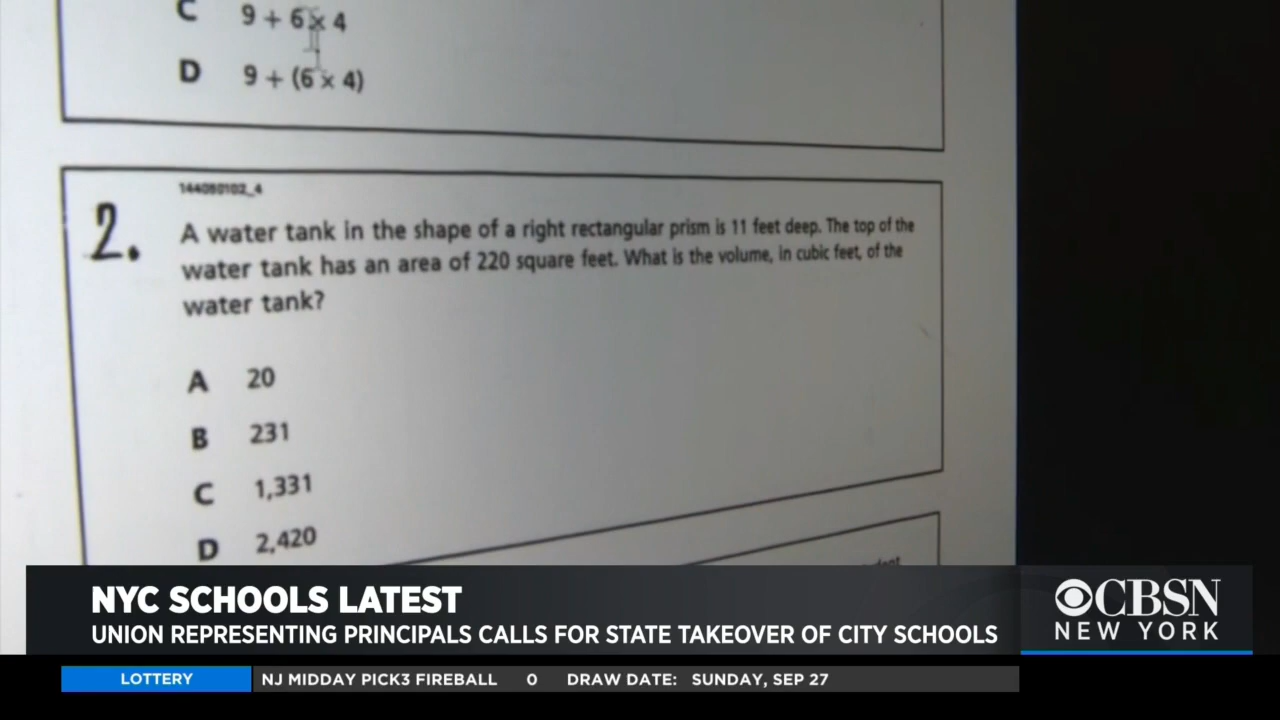 C 9 + 6 × 4
D 9 + (6 × 4)
144080102_4
2. A water tank in the shape of a right rectangular prism is 11 feet deep. The top of the
water tank has an area of 220 square feet. What is the volume, in cubic feet, of the
water tank?
A 20
B 231
C 1,331
D 2,420
NYC SCHOOLS LATEST
UNION REPRESENTING PRINCIPALS CALLS FOR STATE TAKEOVER OF CITY SCHOOLS
CBSN
NEW YORK
LOTTERY NJ MIDDAY PICK3 FIREBALL 0 DRAW DATE: SUNDAY, SEP 27